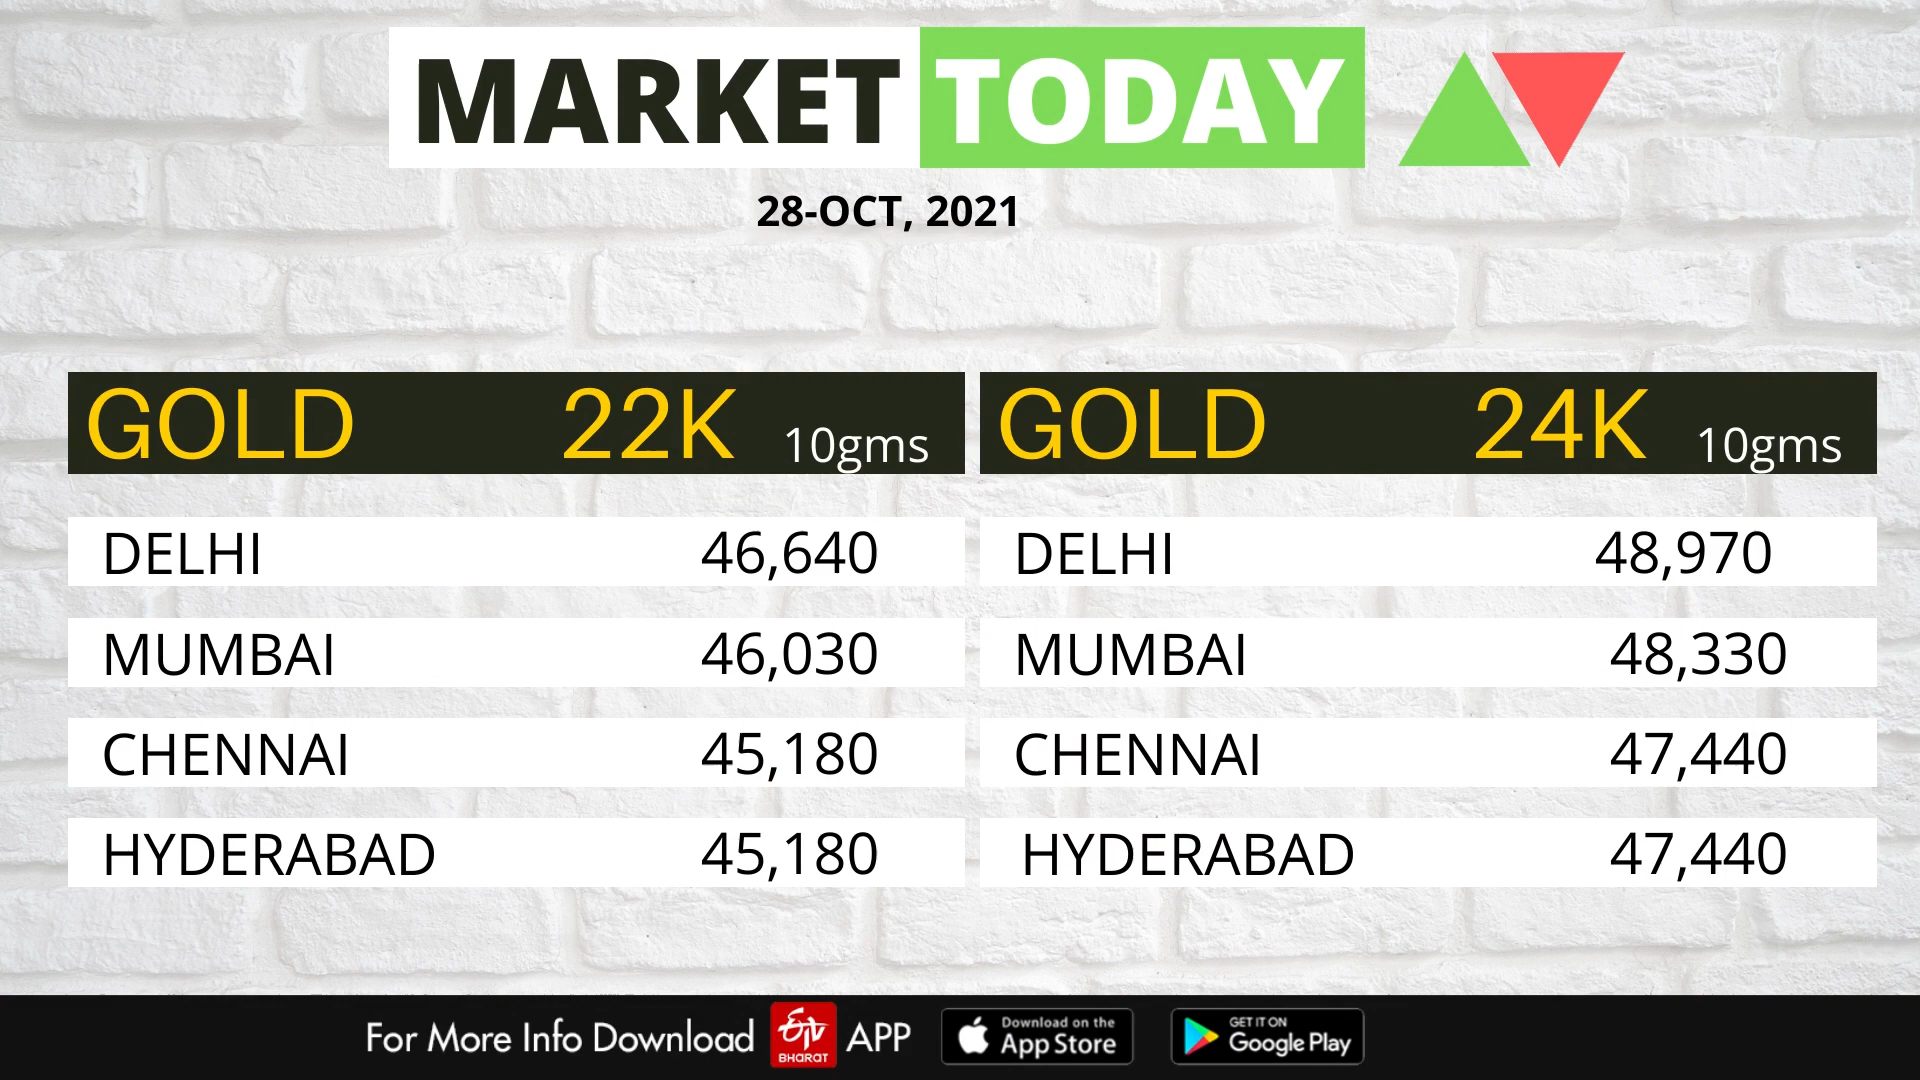 MARKET TODAY
28-OCT, 2021
GOLD 22K 10gms
DELHI 46,640
MUMBAI 46,030
CHENNAI 45,180
HYDERABAD 45,180
GOLD 24K 10gms
DELHI 48,970
MUMBAI 48,330
CHENNAI 47,440
HYDERABAD 47,440
For More Info Download ETV BHARAT APP
Download on the
App Store
GET IT ON
Google Play